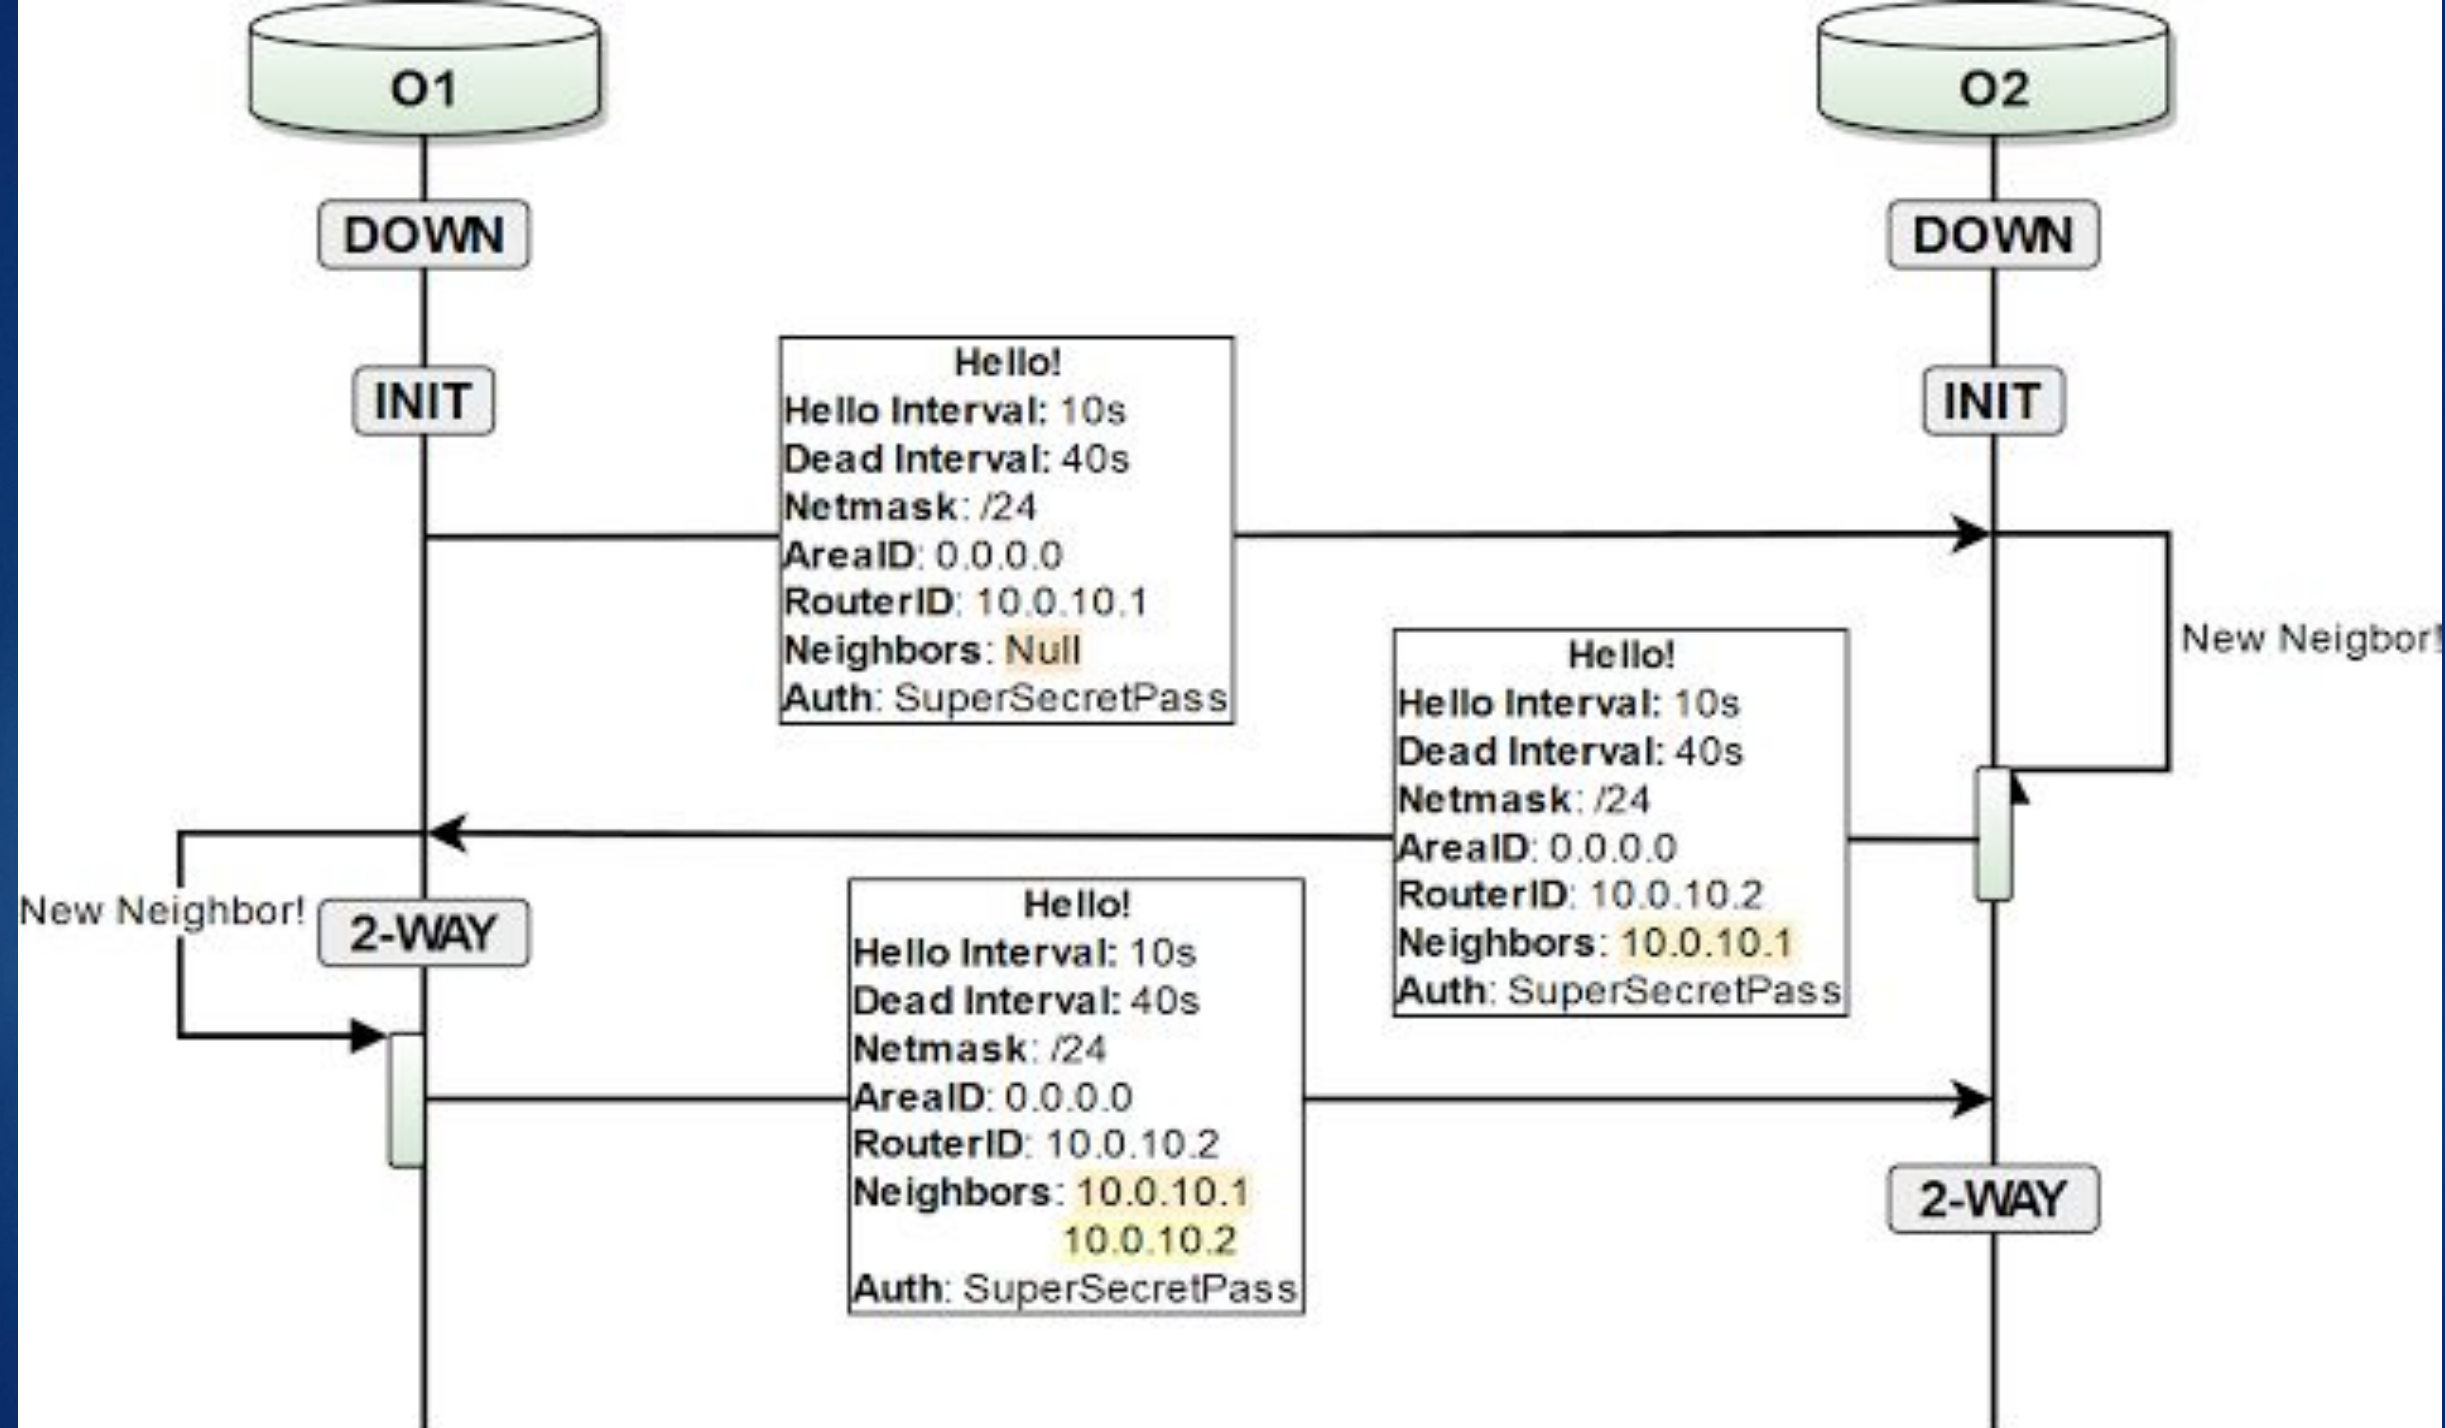 O1
O2
DOWN
DOWN
INIT
INIT
Hello!
Hello Interval: 10s
Dead Interval: 40s
Netmask: /24
AreaID: 0.0.0.0
RouterID: 10.0.10.1
Neighbors: Null
Auth: SuperSecretPass
New Neigbor!
Hello!
Hello Interval: 10s
Dead Interval: 40s
Netmask: /24
AreaID: 0.0.0.0
RouterID: 10.0.10.2
Neighbors: 10.0.10.1
Auth: SuperSecretPass
New Neighbor!
2-WAY
Hello!
Hello Interval: 10s
Dead Interval: 40s
Netmask: /24
AreaID: 0.0.0.0
RouterID: 10.0.10.2
Neighbors: 10.0.10.1
10.0.10.2
Auth: SuperSecretPass
2-WAY